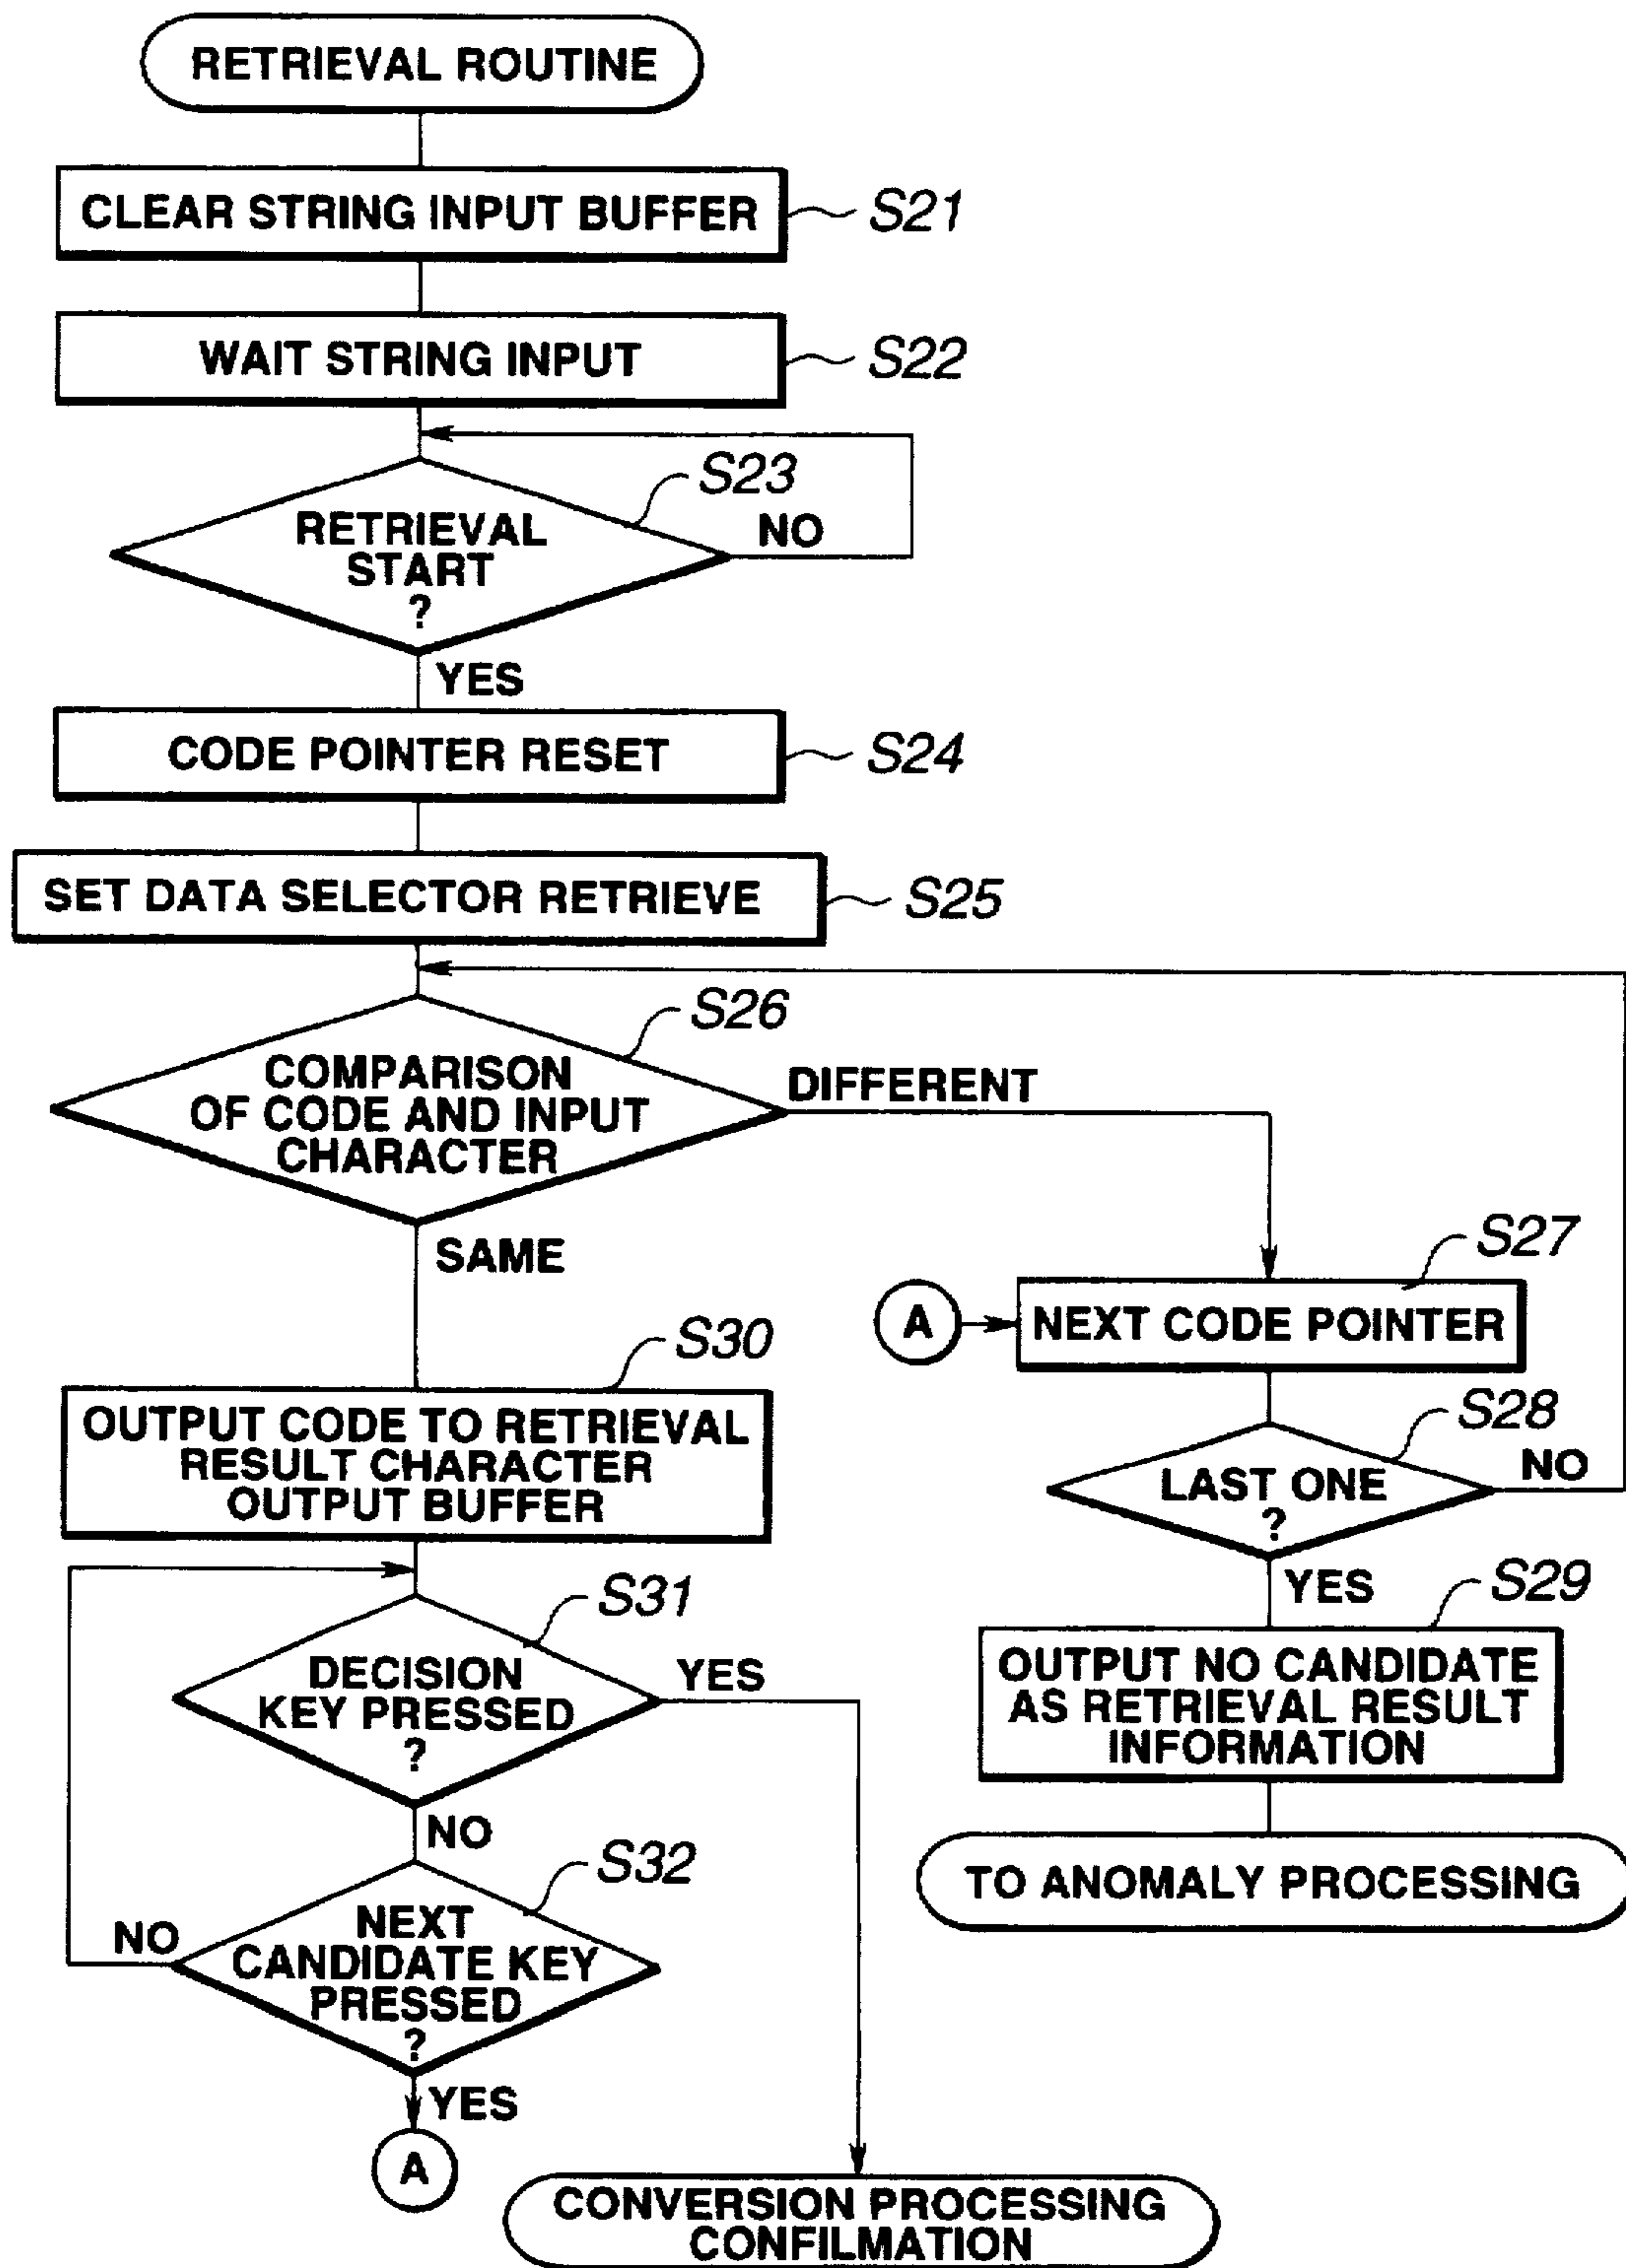 RETRIEVAL ROUTINE
CLEAR STRING INPUT BUFFER
S21
WAIT STRING INPUT
S22
S23
RETRIEVAL
START
?
NO
YES
CODE POINTER RESET
S24
SET DATA SELECTOR RETRIEVE
S25
S26
COMPARISON
OF CODE AND INPUT
CHARACTER
DIFFERENT
SAME
S27
A
NEXT CODE POINTER
S28
LAST ONE
?
NO
YES
S29
OUTPUT NO CANDIDATE
AS RETRIEVAL RESULT
INFORMATION
TO ANOMALY PROCESSING
S30
OUTPUT CODE TO RETRIEVAL
RESULT CHARACTER
OUTPUT BUFFER
S31
DECISION
KEY PRESSED
?
YES
NO
S32
NEXT
CANDIDATE KEY
PRESSED
?
NO
YES
A
CONVERSION PROCESSING
CONFILMATION